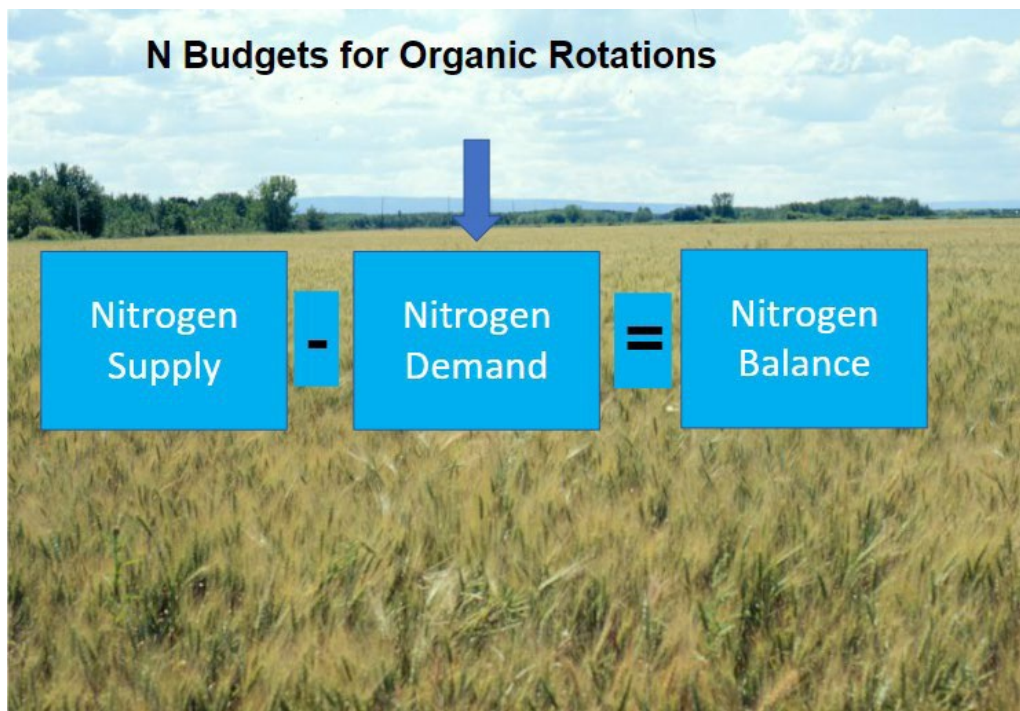 N Budgets for Organic Rotations
Nitrogen
Supply
-
Nitrogen
Demand
=
Nitrogen
Balance